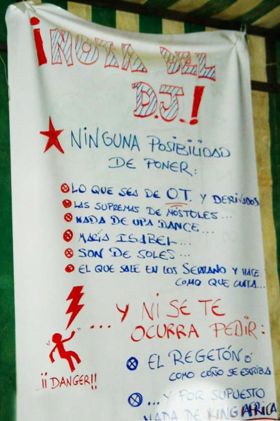 ¡NOTA DEL
D.J.!
NINGUNA POSIBILIDAD
DE PONER:
LO QUE SEA DE OT. Y DERIVADOS
LAS SUPREMAS DE MÓSTOLES...
NADA DE UPA DANCE...
MARÍA ISABEL...
SON DE SOLES...
EL QUE SALE EN LOS SERRANO Y HACE
COMO QUE CANTA...
...Y NI SE TE
OCURRA PEDIR:
EL REGETÓN Ó
COMO COÑO SE ESCRIBA
...Y POR SUPUESTO
NADA DE KING AFRICA
¡¡DANGER!!